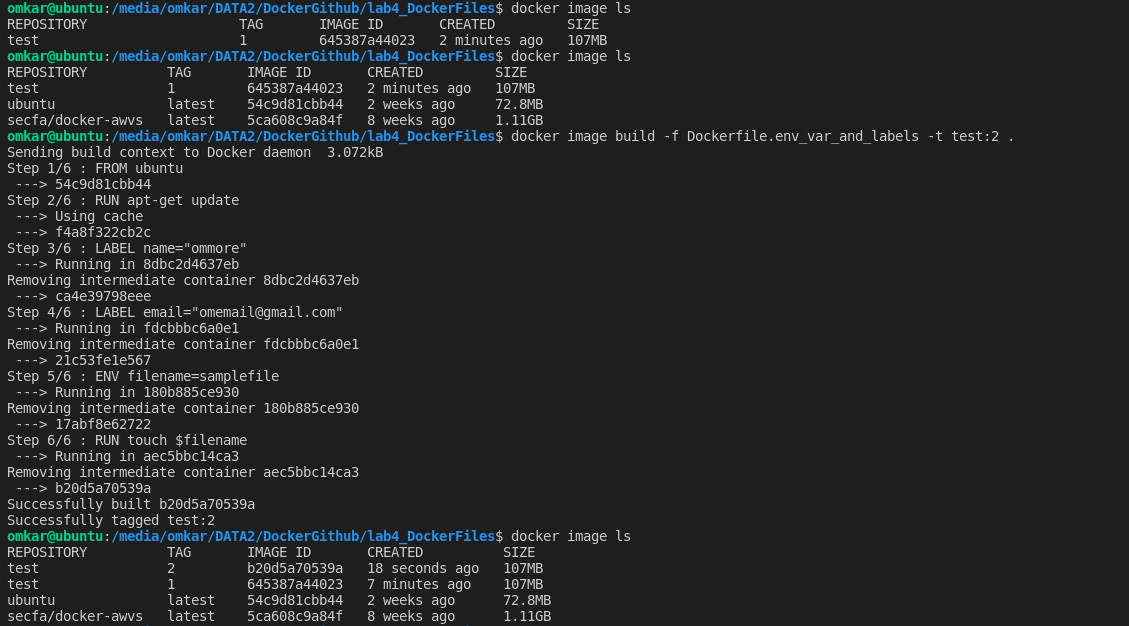 omkar@ubuntu:/media/omkar/DATA2/DockerGithub/lab4_DockerFiles$ docker image ls
REPOSITORY                   TAG       IMAGE ID       CREATED         SIZE
test                         1         645387a44023   2 minutes ago   107MB
omkar@ubuntu:/media/omkar/DATA2/DockerGithub/lab4_DockerFiles$ docker image ls
REPOSITORY          TAG       IMAGE ID       CREATED         SIZE
test                1         645387a44023   2 minutes ago   107MB
ubuntu              latest    54c9d81cbb44   2 weeks ago     72.8MB
secfa/docker-awvs   latest    5ca608c9a84f   8 weeks ago     1.11GB
omkar@ubuntu:/media/omkar/DATA2/DockerGithub/lab4_DockerFiles$ docker image build -f Dockerfile.env_var_and_labels -t test:2 .
Sending build context to Docker daemon  3.072kB
Step 1/6 : FROM ubuntu
 ---> 54c9d81cbb44
Step 2/6 : RUN apt-get update
 ---> Using cache
 ---> f4a8f322cb2c
Step 3/6 : LABEL name="ommore"
 ---> Running in 8dbc2d4637eb
Removing intermediate container 8dbc2d4637eb
 ---> ca4e39798eee
Step 4/6 : LABEL email="omemail@gmail.com"
 ---> Running in fdcbbbc6a0e1
Removing intermediate container fdcbbbc6a0e1
 ---> 21c53fe1e567
Step 5/6 : ENV filename=samplefile
 ---> Running in 180b885ce930
Removing intermediate container 180b885ce930
 ---> 17abf8e62722
Step 6/6 : RUN touch $filename
 ---> Running in aec5bbc14ca3
Removing intermediate container aec5bbc14ca3
 ---> b20d5a70539a
Successfully built b20d5a70539a
Successfully tagged test:2
omkar@ubuntu:/media/omkar/DATA2/DockerGithub/lab4_DockerFiles$ docker image ls
REPOSITORY          TAG       IMAGE ID       CREATED          SIZE
test                2         b20d5a70539a   18 seconds ago   107MB
test                1         645387a44023   7 minutes ago    107MB
ubuntu              latest    54c9d81cbb44   2 weeks ago      72.8MB
secfa/docker-awvs   latest    5ca608c9a84f   8 weeks ago      1.11GB